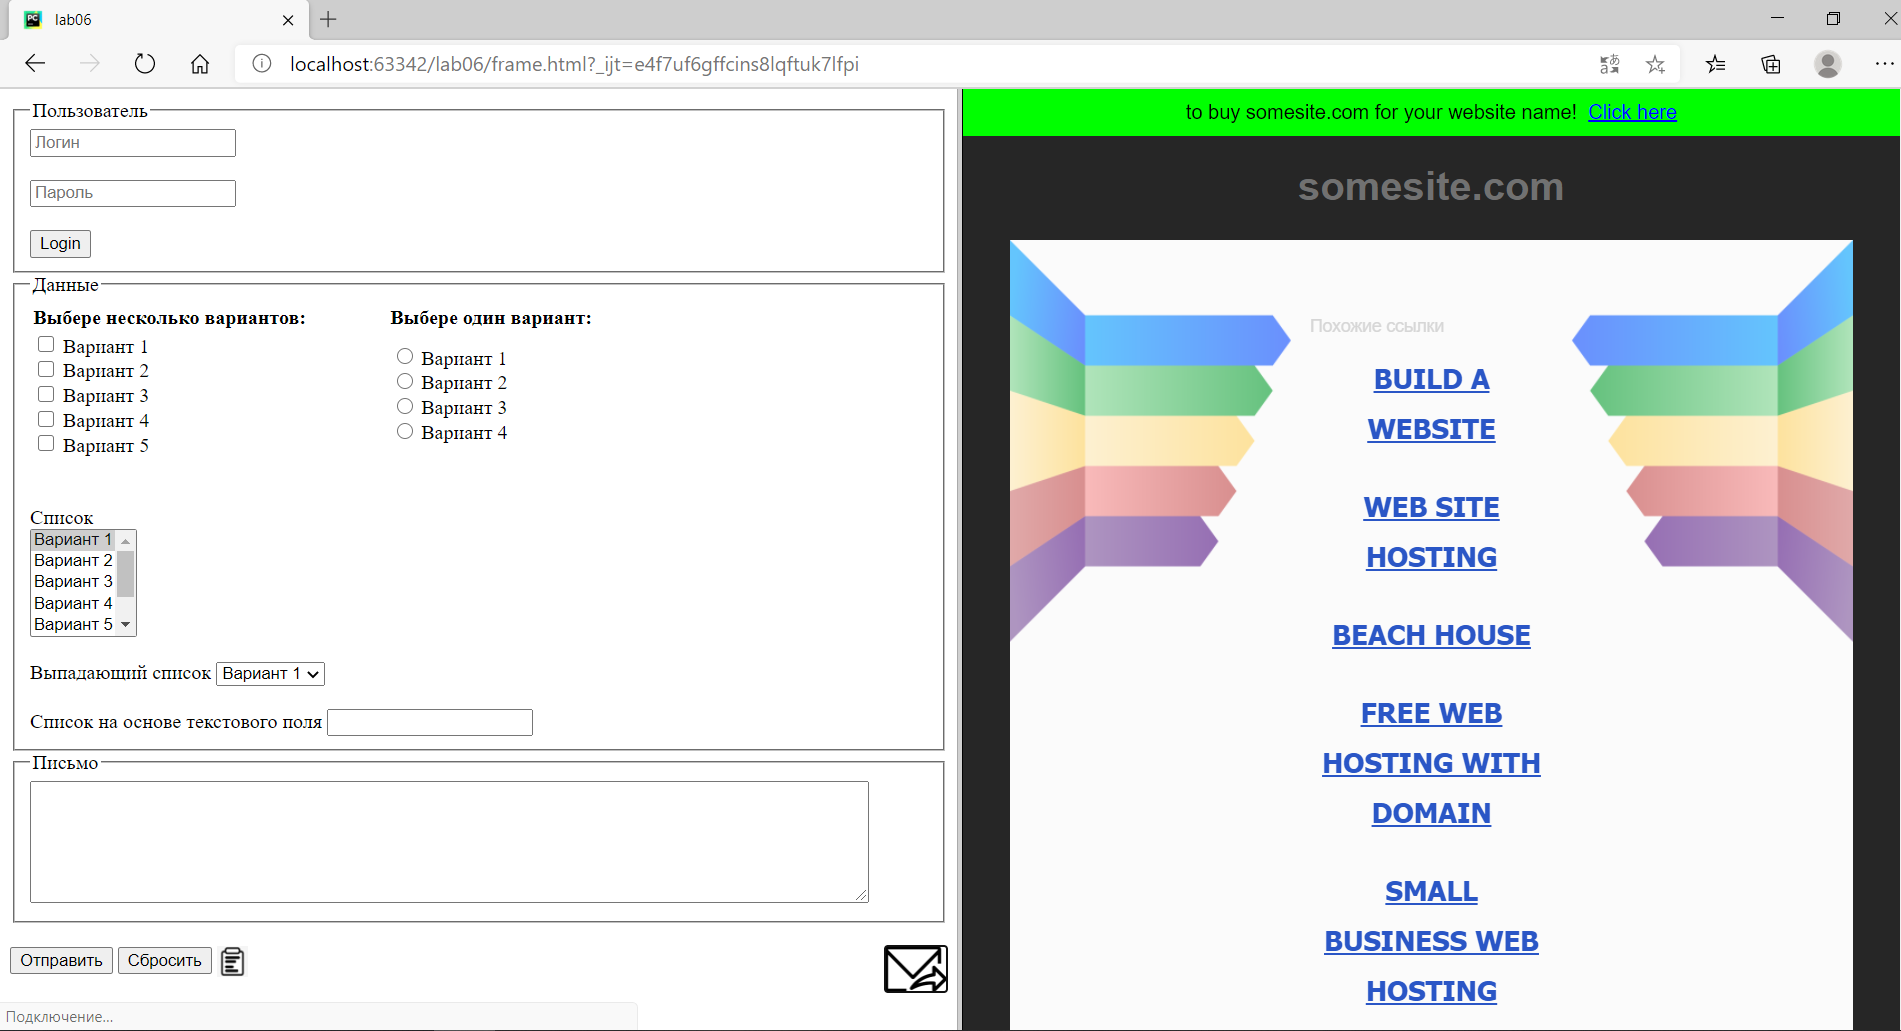 lab06
localhost:63342/lab06/frame.html?_ijt=e4f7uf6gffcins8lqftuk7lfpi
Пользователь
Логин
Пароль
Login
Данные
Выбере несколько вариантов:
Вариант 1
Вариант 2
Вариант 3
Вариант 4
Вариант 5
Выбере один вариант:
Вариант 1
Вариант 2
Вариант 3
Вариант 4
Список
Вариант 1
Вариант 2
Вариант 3
Вариант 4
Вариант 5
Выпадающий список Вариант 1
Список на основе текстового поля
Письмо
Отправить Сбросить
Подключение...
to buy somesite.com for your website name! Click here
somesite.com
Похожие ссылки
BUILD A
WEBSITE
WEB SITE
HOSTING
BEACH HOUSE
FREE WEB
HOSTING WITH
DOMAIN
SMALL
BUSINESS WEB
HOSTING